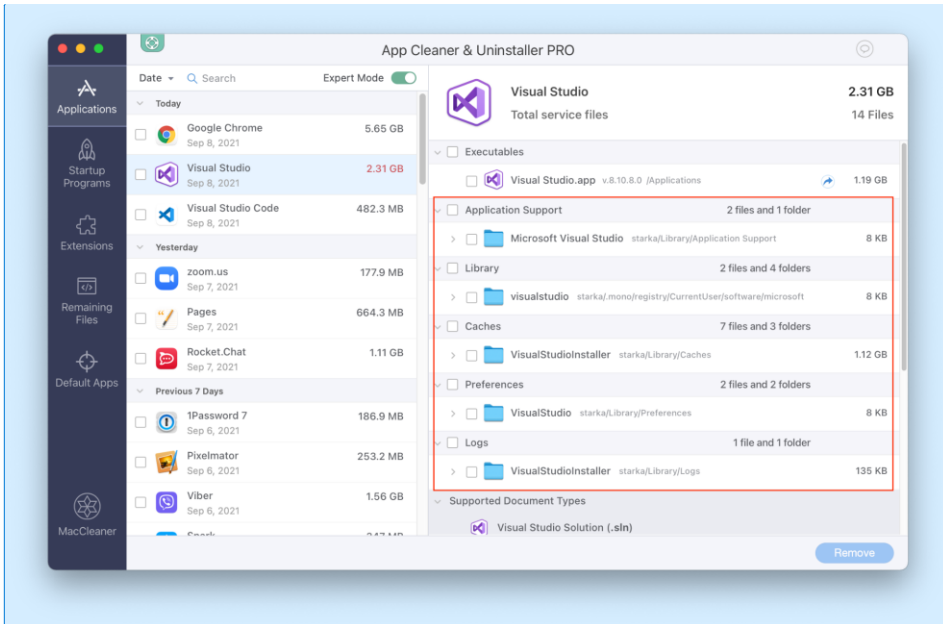 App Cleaner & Uninstaller PRO
Applications
Startup
Programs
Extensions
Remaining
Files
Default Apps
MacCleaner
Date
Search
Expert Mode
Today
Google Chrome
5.65 GB
Sep 8, 2021
Visual Studio
2.31 GB
Sep 8, 2021
Visual Studio Code
482.3 MB
Sep 8, 2021
Yesterday
zoom.us
177.9 MB
Sep 7, 2021
Pages
664.3 MB
Sep 7, 2021
Rocket.Chat
1.11 GB
Sep 7, 2021
Previous 7 Days
1Password 7
186.9 MB
Sep 6, 2021
Pixelmator
253.2 MB
Sep 6, 2021
Viber
1.56 GB
Sep 6, 2021
Visual Studio
2.31 GB
Total service files
14 Files
Executables
Visual Studio.app v.8.10.8.0 /Applications
1.19 GB
Application Support
2 files and 1 folder
Microsoft Visual Studio starka/Library/Application Support
8 KB
Library
2 files and 4 folders
visualstudio starka/.mono/registry/CurrentUser/software/microsoft
8 KB
Caches
7 files and 3 folders
VisualStudioInstaller starka/Library/Caches
1.12 GB
Preferences
2 files and 2 folders
VisualStudio starka/Library/Preferences
8 KB
Logs
1 file and 1 folder
VisualStudioInstaller starka/Library/Logs
135 KB
Supported Document Types
Visual Studio Solution (.sln)
Remove